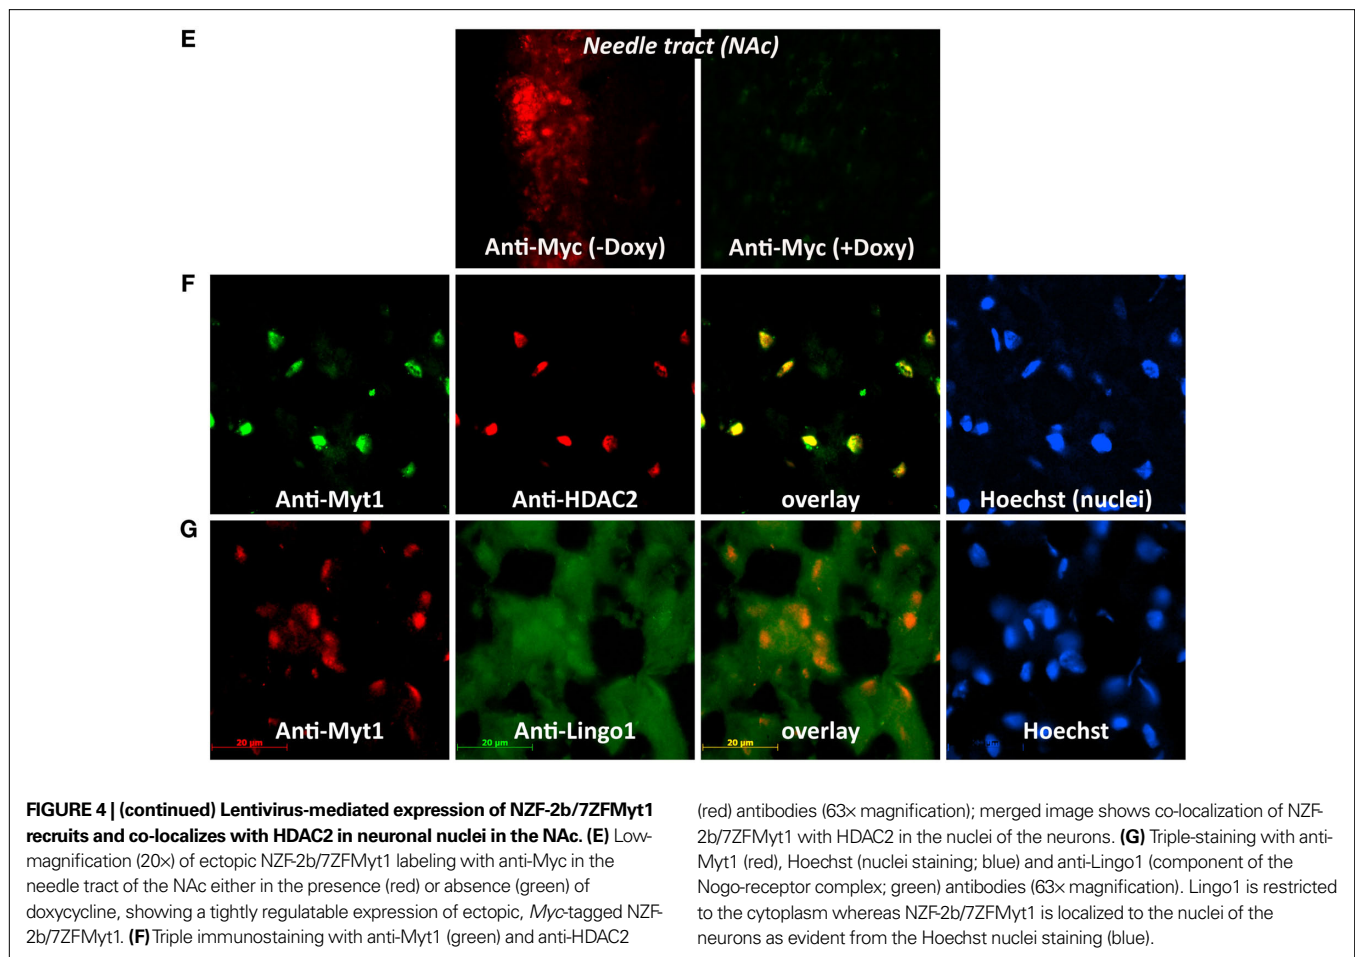 E
Needle tract (NAc)
Anti-Myc (-Doxy)
Anti-Myc (+Doxy)
F
Anti-Myt1
Anti-HDAC2
overlay
Hoechst (nuclei)
G
Anti-Myt1
Anti-Lingo1
overlay
Hoechst
20 µm
20 µm
20 µm
FIGURE 4 | (continued) Lentivirus-mediated expression of NZF-2b/7ZFMyt1
recruits and co-localizes with HDAC2 in neuronal nuclei in the NAc. (E) Low-
magnification (20×) of ectopic NZF-2b/7ZFMyt1 labeling with anti-Myc in the
needle tract of the NAc either in the presence (red) or absence (green) of
doxycycline, showing a tightly regulatable expression of ectopic, Myc-tagged NZF-
2b/7ZFMyt1. (F) Triple immunostaining with anti-Myt1 (green) and anti-HDAC2
(red) antibodies (63× magnification); merged image shows co-localization of NZF-
2b/7ZFMyt1 with HDAC2 in the nuclei of the neurons. (G) Triple-staining with anti-
Myt1 (red), Hoechst (nuclei staining; blue) and anti-Lingo1 (component of the
Nogo-receptor complex; green) antibodies (63× magnification). Lingo1 is restricted
to the cytoplasm whereas NZF-2b/7ZFMyt1 is localized to the nuclei of the
neurons as evident from the Hoechst nuclei staining (blue).